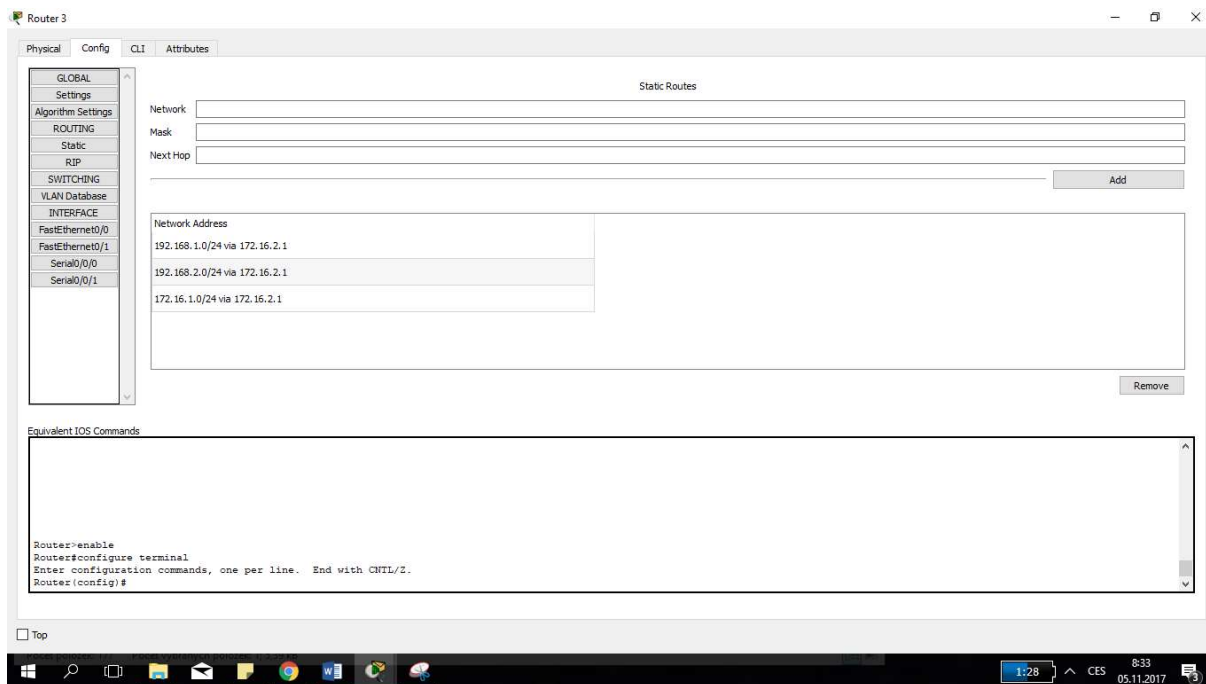 Router 3
Physical Config CLI Attributes
GLOBAL
Settings
Algorithm Settings
ROUTING
Static
RIP
SWITCHING
VLAN Database
INTERFACE
FastEthernet0/0
FastEthernet0/1
Serial0/0/0
Serial0/0/1
Static Routes
Network
Mask
Next Hop
Add
Network Address
192.168.1.0/24 via 172.16.2.1
192.168.2.0/24 via 172.16.2.1
172.16.1.0/24 via 172.16.2.1
Remove
Equivalent IOS Commands
Router>enable
Router#configure terminal
Enter configuration commands, one per line. End with CNTL/Z.
Router(config)#
Top
1:28 CES 8:33
05.11.2017
3